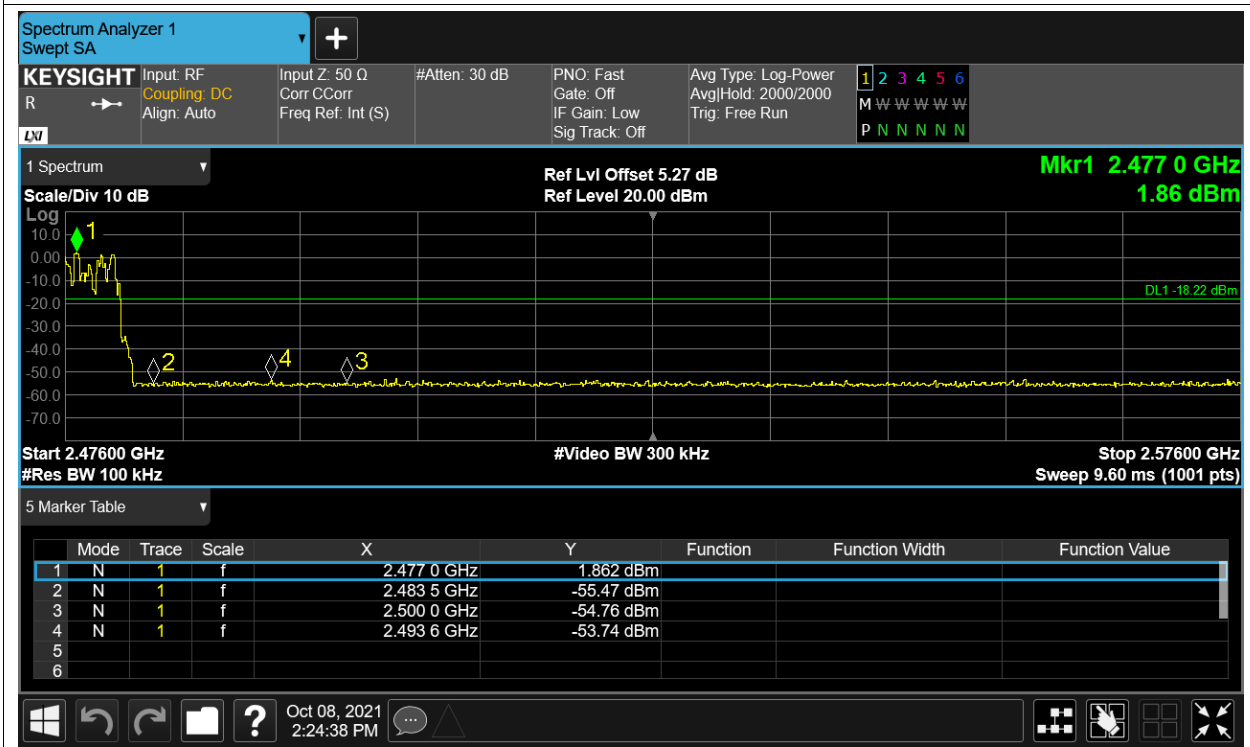 Spectrum Analyzer 1
Swept SA
+
KEYSIGHT Input: RF Input Z: 50 Ω #Atten: 30 dB PNO: Fast Avg Type: Log-Power 1 2 3 4 5 6
R Coupling: DC Corr CCorr Gate: Off Avg|Hold: 2000/2000 M W W W W W
Align: Auto Freq Ref: Int (S) IF Gain: Low Trig: Free Run
LXI Sig Track: Off P N N N N N
1 Spectrum Ref Lvl Offset 5.27 dB Mkr1 2.477 0 GHz
Scale/Div 10 dB Ref Level 20.00 dBm 1.86 dBm
Log
10.0 1
0.00
-10.0
DL1 -18.22 dBm
-20.0
-30.0
-40.0
2 4 3
-50.0
-60.0
-70.0
Start 2.47600 GHz #Video BW 300 kHz Stop 2.57600 GHz
#Res BW 100 kHz Sweep 9.60 ms (1001 pts)
5 Marker Table
Mode Trace Scale X Y Function Function Width Function Value
1 N 1 f 2.477 0 GHz 1.862 dBm
2 N 1 f 2.483 5 GHz -55.47 dBm
3 N 1 f 2.500 0 GHz -54.76 dBm
4 N 1 f 2.493 6 GHz -53.74 dBm
5
6
? Oct 08, 2021
2:24:38 PM